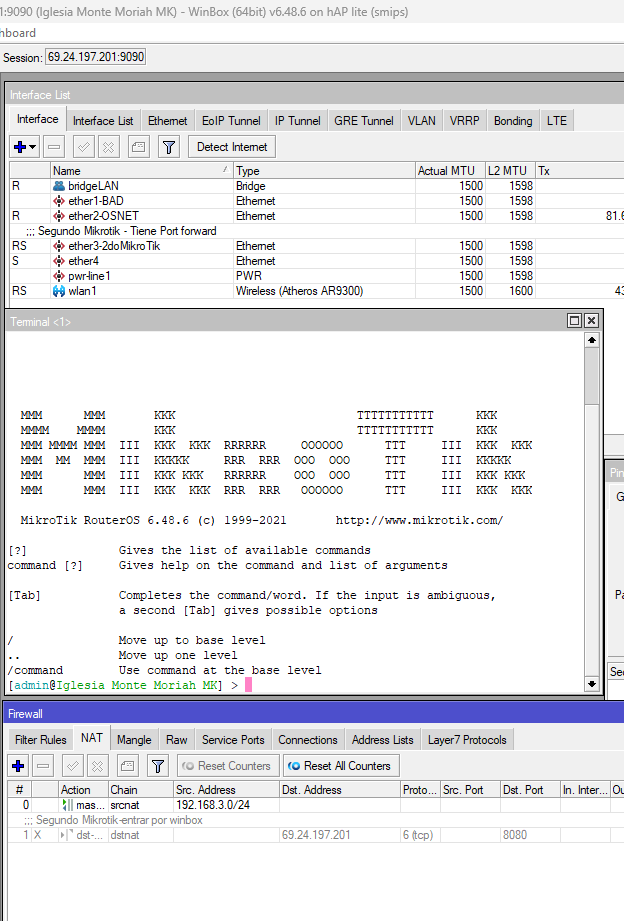 1:9090 (Iglesia Monte Moriah MK) - WinBox (64bit) v6.48.6 on hAP lite (smips)
hboard
Session: 69.24.197.201:9090
Interface List
Interface Interface List Ethernet EoIP Tunnel IP Tunnel GRE Tunnel VLAN VRRP Bonding LTE
Detect Internet
Name / Type Actual MTU L2 MTU Tx
R bridgeLAN Bridge 1500 1598
ether1-BAD Ethernet 1500 1598
R ether2-OSNET Ethernet 1500 1598 81.6
;;; Segundo Mikrotik - Tiene Port forward
RS ether3-2doMikroTik Ethernet 1500 1598
S ether4 Ethernet 1500 1598
pwr-line1 PWR 1500 1598
RS wlan1 Wireless (Atheros AR9300) 1500 1600 43
Terminal <1>
MMM MMM KKK TTTTTTTTTTT KKK
MMMM MMMM KKK TTTTTTTTTTT KKK
MMM MMMM MMM III KKK KKK RRRRRR OOOOOO TTT III KKK KKK
MMM MM MMM III KKKKK RRR RRR OOO OOO TTT III KKKKK
MMM MMM III KKK KKK RRRRRR OOO OOO TTT III KKK KKK
MMM MMM III KKK KKK RRR RRR OOOOOO TTT III KKK KKK
MikroTik RouterOS 6.48.6 (c) 1999-2021 http://www.mikrotik.com/
[?] Gives the list of available commands
command [?] Gives help on the command and list of arguments
[Tab] Completes the command/word. If the input is ambiguous,
a second [Tab] gives possible options
/ Move up to base level
.. Move up one level
/command Use command at the base level
[admin@Iglesia Monte Moriah MK] >
Pin
G
Pa
Sec
Firewall
Filter Rules NAT Mangle Raw Service Ports Connections Address Lists Layer7 Protocols
Reset Counters Reset All Counters
# Action Chain Src. Address Dst. Address Proto... Src. Port Dst. Port In. Inter... Ou
0 mas... srcnat 192.168.3.0/24
;;; Segundo Mikrotik-entrar por winbox
1 X dst-... dstnat 69.24.197.201 6 (tcp) 8080